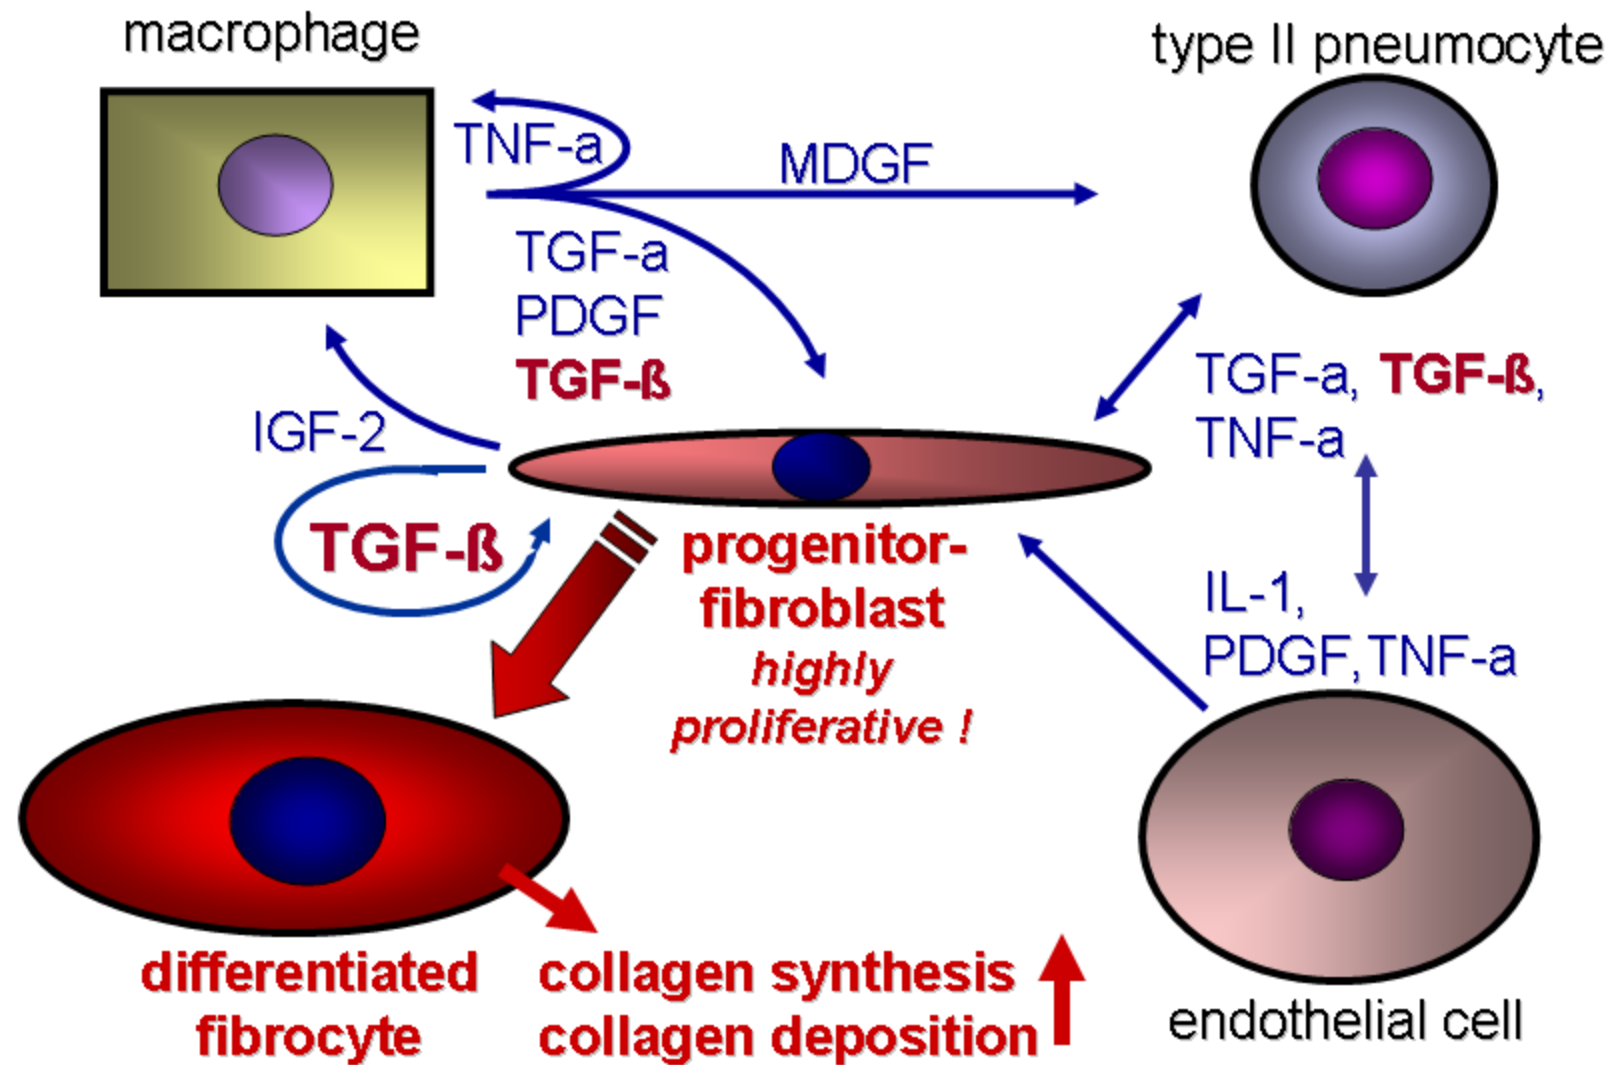 macrophage
type II pneumocyte
TNF-a
MDGF
TGF-a
PDGF
TGF-ß
IGF-2
TGF-ß
TGF-a, TGF-ß,
TNF-a
progenitor-
fibroblast
highly
proliferative !
IL-1,
PDGF, TNF-a
differentiated
fibrocyte
collagen synthesis
collagen deposition
endothelial cell